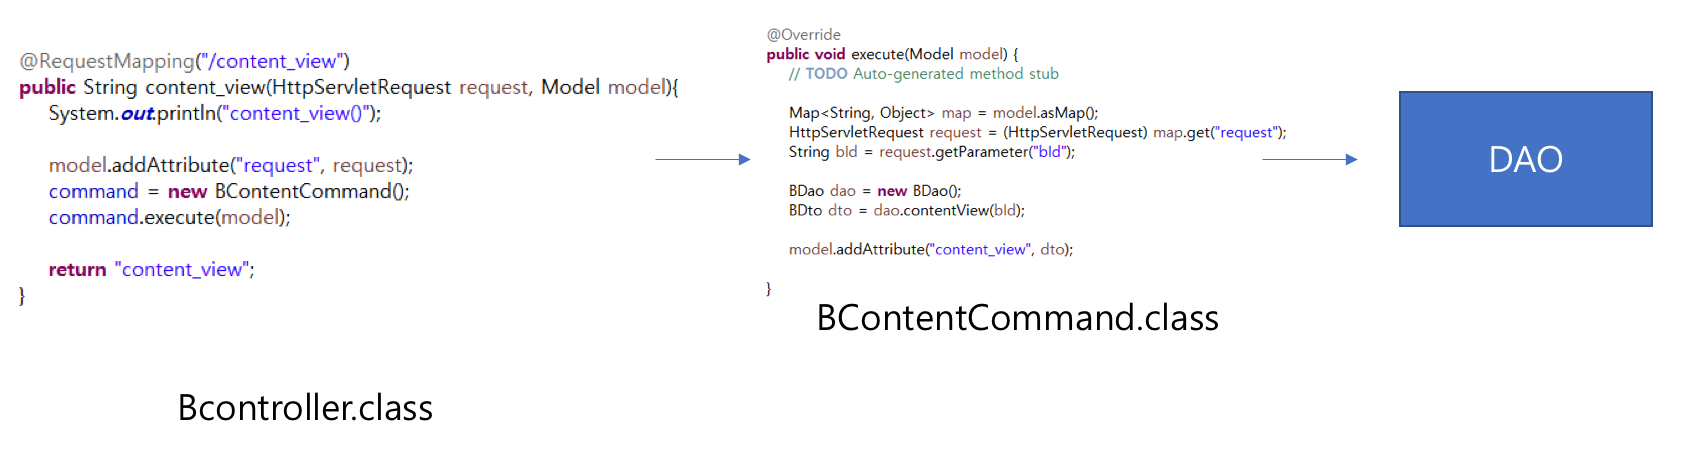 @RequestMapping("/content_view")
public String content_view(HttpServletRequest request, Model model){
System.out.println("content_view()");
model.addAttribute("request", request);
command = new BContentCommand();
command.execute(model);
return "content_view";
}
Bcontroller.class
@Override
public void execute(Model model) {
// TODO Auto-generated method stub
Map<String, Object> map = model.asMap();
HttpServletRequest request = (HttpServletRequest) map.get("request");
String bId = request.getParameter("bId");
BDao dao = new BDao();
BDto dto = dao.contentView(bId);
model.addAttribute("content_view", dto);
}
BContentCommand.class
DAO